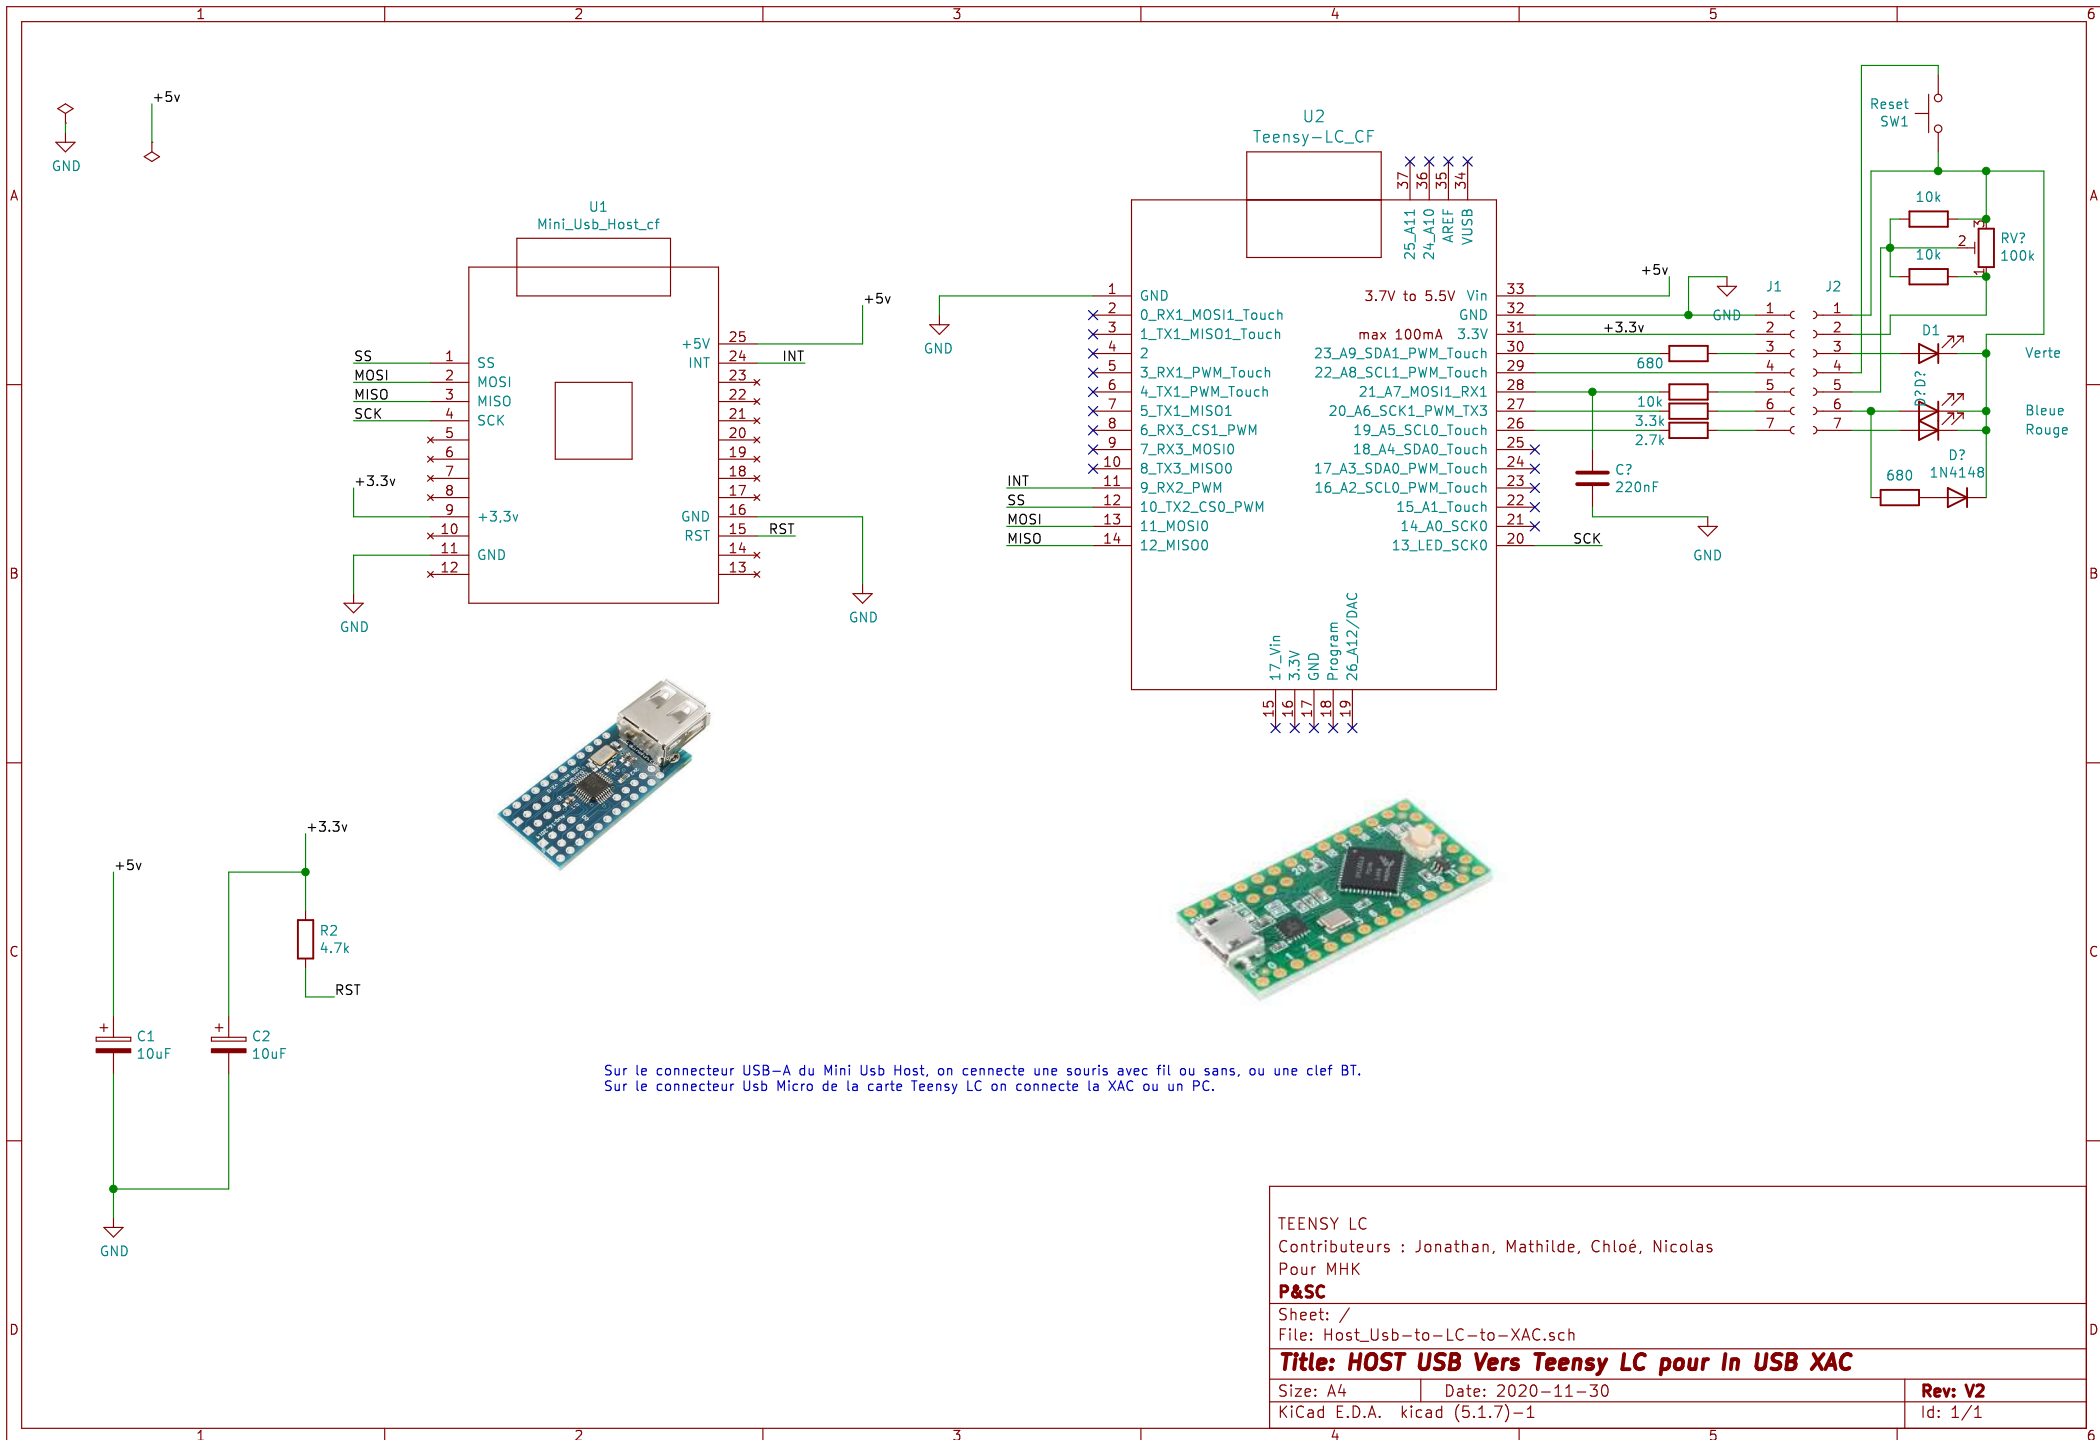 1 2 3 4 5 6
A
B
C
D
GND
+5v
U1
Mini_Usb_Host_cf
SS
MOSI
MISO
SCK
+3.3v
GND
1 SS
2 MOSI
3 MISO
4 SCK
5
6
7
8
9 +3,3v
10
11 GND
12
+5V 25
INT 24
23
22
21
20
19
18
17
GND 16
RST 15
14
13
+5v
INT
RST
GND
U2
Teensy-LC_CF
37 36 35 34
25_A11
24_A10
AREF
VUSB
GND
INT
SS
MOSI
MISO
1 GND
2 0_RX1_MOSI1_Touch
3 1_TX1_MISO1_Touch
4 2
5 3_RX1_PWM_Touch
6 4_TX1_PWM_Touch
7 5_TX1_MISO1
8 6_RX3_CS1_PWM
9 7_RX3_MOSI0
10 8_TX3_MISO0
11 9_RX2_PWM
12 10_TX2_CS0_PWM
13 11_MOSI0
14 12_MISO0
3.7V to 5.5V Vin 33
GND 32
max 100mA 3.3V 31
23_A9_SDA1_PWM_Touch 30
22_A8_SCL1_PWM_Touch 29
21_A7_MOSI1_RX1 28
20_A6_SCK1_PWM_TX3 27
19_A5_SCL0_Touch 26
18_A4_SDA0_Touch 25
17_A3_SDA0_PWM_Touch 24
16_A2_SCL0_PWM_Touch 23
15_A1_Touch 22
14_A0_SCK0 21
13_LED_SCK0 20
17_Vin
3.3V
GND
Program
26_A12/DAC
15 16 17 18 19
+5v
GND
+3.3v
680
10k
3.3k
2.7k
C?
220nF
GND
SCK
J1
1
2
3
4
5
6
7
J2
1
2
3
4
5
6
7
Reset
SW1
10k
10k
3
2
1
RV?
100k
D1
Verte
D?D?
Bleue
Rouge
D?
1N4148
680
+5v
+3.3v
R2
4.7k
RST
+
C1
10uF
+
C2
10uF
GND
Sur le connecteur USB-A du Mini Usb Host, on cennecte une souris avec fil ou sans, ou une clef BT.
Sur le connecteur Usb Micro de la carte Teensy LC on connecte la XAC ou un PC.
TEENSY LC
Contributeurs : Jonathan, Mathilde, Chloé, Nicolas
Pour MHK
P&SC
Sheet: /
File: Host_Usb-to-LC-to-XAC.sch
Title: HOST USB Vers Teensy LC pour In USB XAC
Size: A4 Date: 2020-11-30 Rev: V2
KiCad E.D.A. kicad (5.1.7)-1 Id: 1/1
A
B
C
D
1 2 3 4 5 6